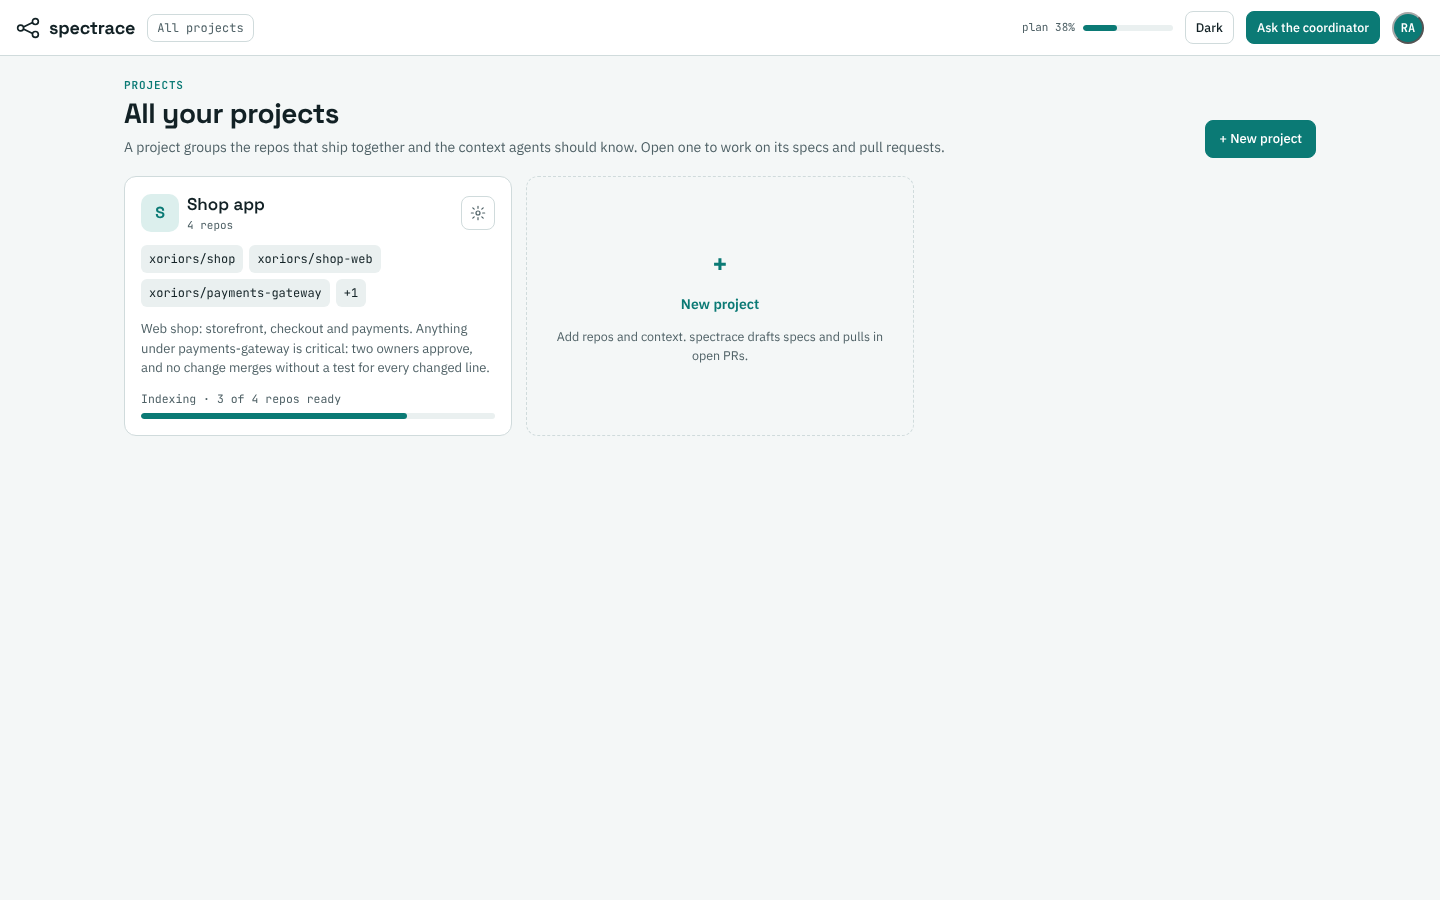 spectrace
All projects
plan 38%
Dark
Ask the coordinator
RA
PROJECTS
All your projects
A project groups the repos that ship together and the context agents should know. Open one to work on its specs and pull requests.
+ New project
S
Shop app
4 repos
xoriors/shop
xoriors/shop-web
xoriors/payments-gateway
+1
Web shop: storefront, checkout and payments. Anything
under payments-gateway is critical: two owners approve,
and no change merges without a test for every changed line.
Indexing · 3 of 4 repos ready
+
New project
Add repos and context. spectrace drafts specs and pulls in
open PRs.